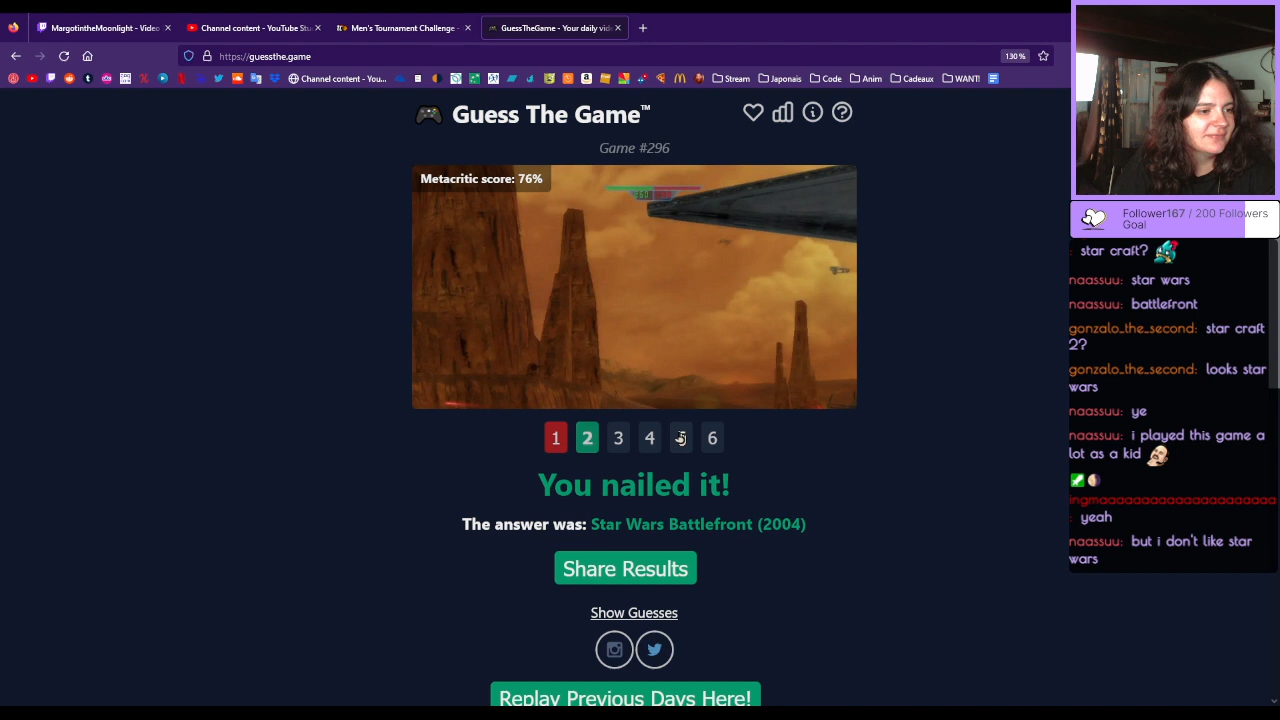 MargotintheMoonlight - Video
Channel content - YouTube Stu
Men's Tournament Challenge -
GuessTheGame - Your daily vide
https://guessthe.game
130%
Channel content - You...
Stream
Japonais
Code
Anim
Cadeaux
WANT!
Guess The Game™
Game #296
Metacritic score: 76%
1 2 3 4 5 6
You nailed it!
The answer was: Star Wars Battlefront (2004)
Share Results
Show Guesses
Replay Previous Days Here!
Follower167 / 200 Followers
Goal
: star craft?
naassuu: star wars
naassuu: battlefront
gonzalo_the_second: star craft
2?
gonzalo_the_second: looks star
wars
naassuu: ye
naassuu: i played this game a
lot as a kid
: yeah
naassuu: but i don't like star
wars